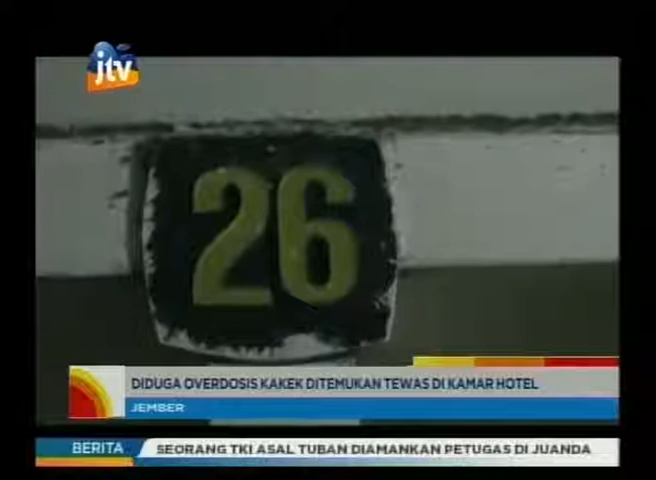 jtv
26
DIDUGA OVERDOSIS KAKEK DITEMUKAN TEWAS DI KAMAR HOTEL
JEMBER
BERITA SEORANG TKI ASAL TUBAN DIAMANKAN PETUGAS DI JUANDA